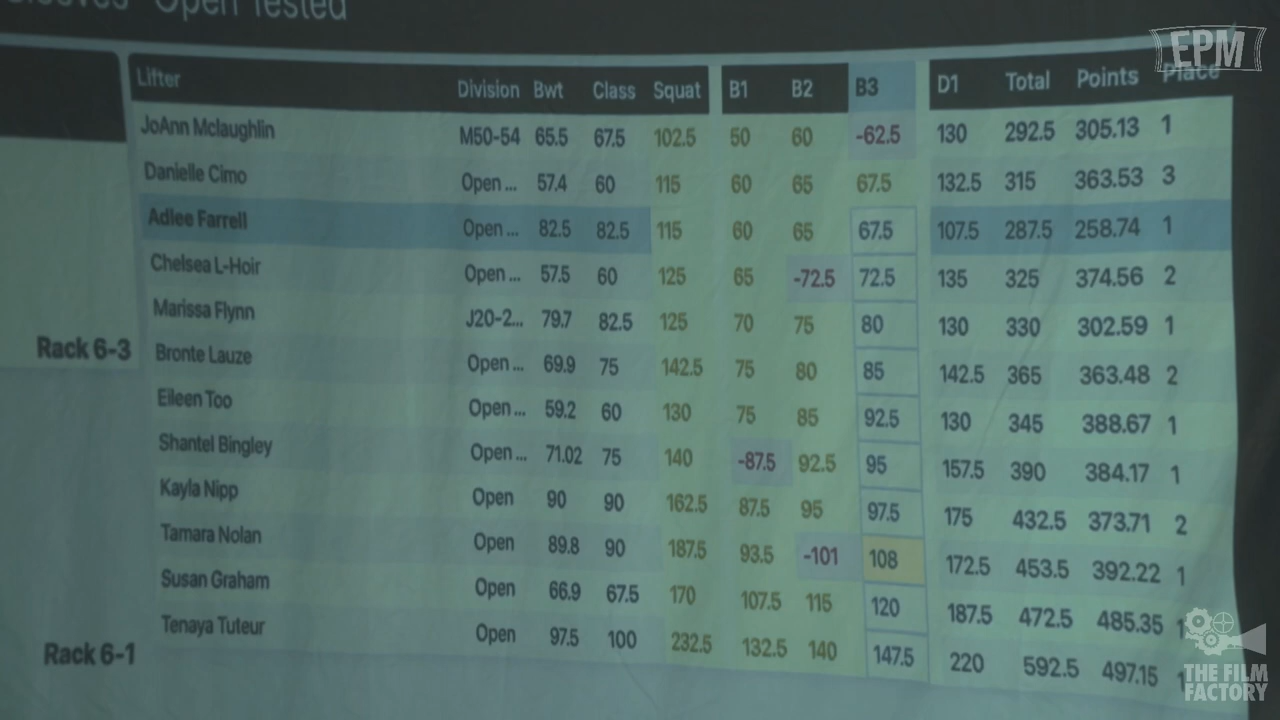 Open Tested
EPM
Lifter Division Bwt Class Squat B1 B2 B3 D1 Total Points Place
JoAnn Mclaughlin M50-54 65.5 67.5 102.5 50 60 -62.5 130 292.5 305.13 1
Danielle Cimo Open ... 57.4 60 115 60 65 67.5 132.5 315 363.53 3
Adlee Farrell Open ... 82.5 82.5 115 60 65 67.5 107.5 287.5 258.74 1
Chelsea L-Hoir Open ... 57.5 60 125 65 -72.5 72.5 135 325 374.56 2
Marissa Flynn J20-2... 79.7 82.5 125 70 75 80 130 330 302.59 1
Rack 6-3
Bronte Lauze Open ... 69.9 75 142.5 75 80 85 142.5 365 363.48 2
Eileen Too Open ... 59.2 60 130 75 85 92.5 130 345 388.67 1
Shantel Bingley Open ... 71.02 75 140 -87.5 92.5 95 157.5 390 384.17 1
Kayla Nipp Open 90 90 162.5 87.5 95 97.5 175 432.5 373.71 2
Tamara Nolan Open 89.8 90 187.5 93.5 -101 108 172.5 453.5 392.22 1
Susan Graham Open 66.9 67.5 170 107.5 115 120 187.5 472.5 485.35 1
Tenaya Tuteur Open 97.5 100 232.5 132.5 140 147.5 220 592.5 497.15 1
Rack 6-1
THE FILM
FACTORY